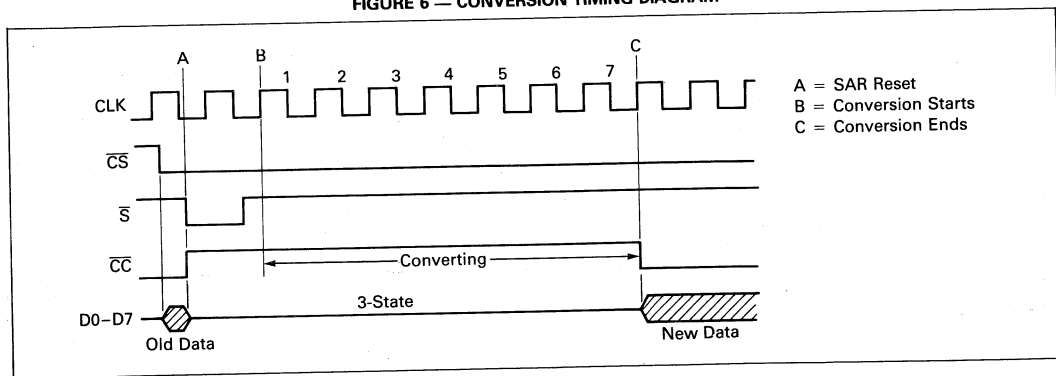 FIGURE 6 — CONVERSION TIMING DIAGRAM
A
B
C
1 2 3 4 5 6 7
CLK
A = SAR Reset
B = Conversion Starts
C = Conversion Ends
CS
S
CC
Converting
D0–D7
3-State
Old Data
New Data